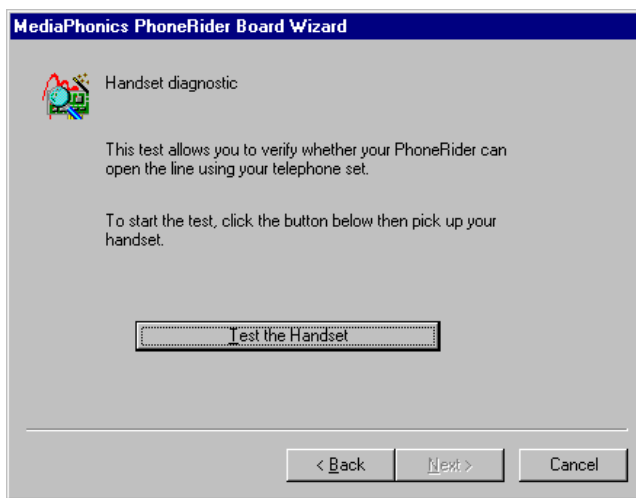 MediaPhonics PhoneRider Board Wizard
Handset diagnostic
This test allows you to verify whether your PhoneRider can
open the line using your telephone set.
To start the test, click the button below then pick up your
handset.
Test the Handset
< Back
Next >
Cancel